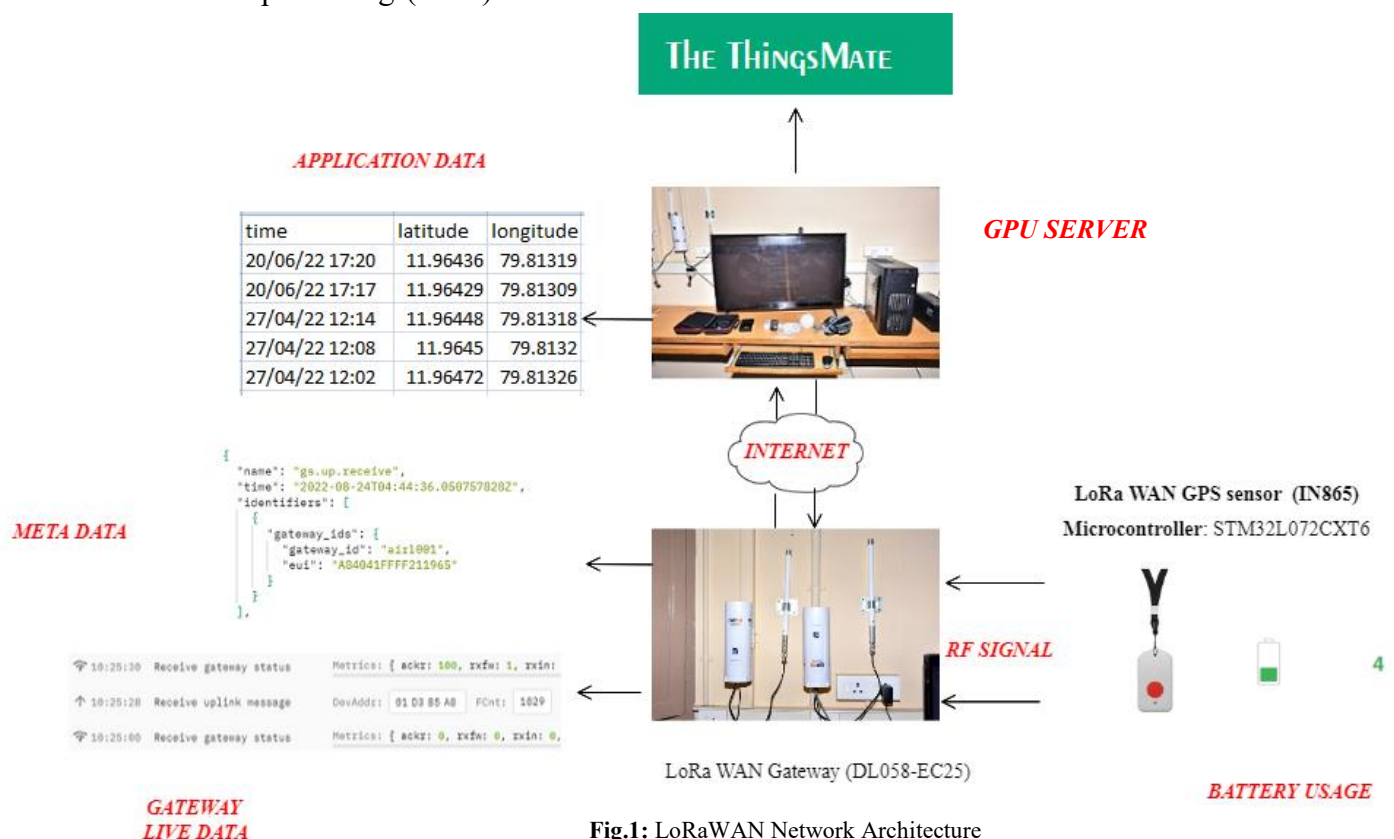 THE THINGSMATE
APPLICATION DATA
time latitude longitude
20/06/22 17:20 11.96436 79.81319
20/06/22 17:17 11.96429 79.81309
27/04/22 12:14 11.96448 79.81318
27/04/22 12:08 11.9645 79.8132
27/04/22 12:02 11.96472 79.81326
GPU SERVER
INTERNET
{
"name": "gs.up.receive",
"time": "2022-08-24T04:44:36.050757828Z",
"identifiers": [
{
"gateway_ids": {
"gateway_id": "airl001",
"eui": "A84041FFFF211965"
}
}
],
META DATA
LoRa WAN GPS sensor (IN865)
Microcontroller: STM32L072CXT6
RF SIGNAL
4
10:25:30 Receive gateway status Metrics: { ackr: 100, rxfw: 1, rxin:
10:25:28 Receive uplink message DevAddr: 01 D3 B5 A8 FCnt: 1029
10:25:00 Receive gateway status Metrics: { ackr: 0, rxfw: 0, rxin: 0,
LoRa WAN Gateway (DL058-EC25)
BATTERY USAGE
GATEWAY
LIVE DATA
Fig.1: LoRaWAN Network Architecture